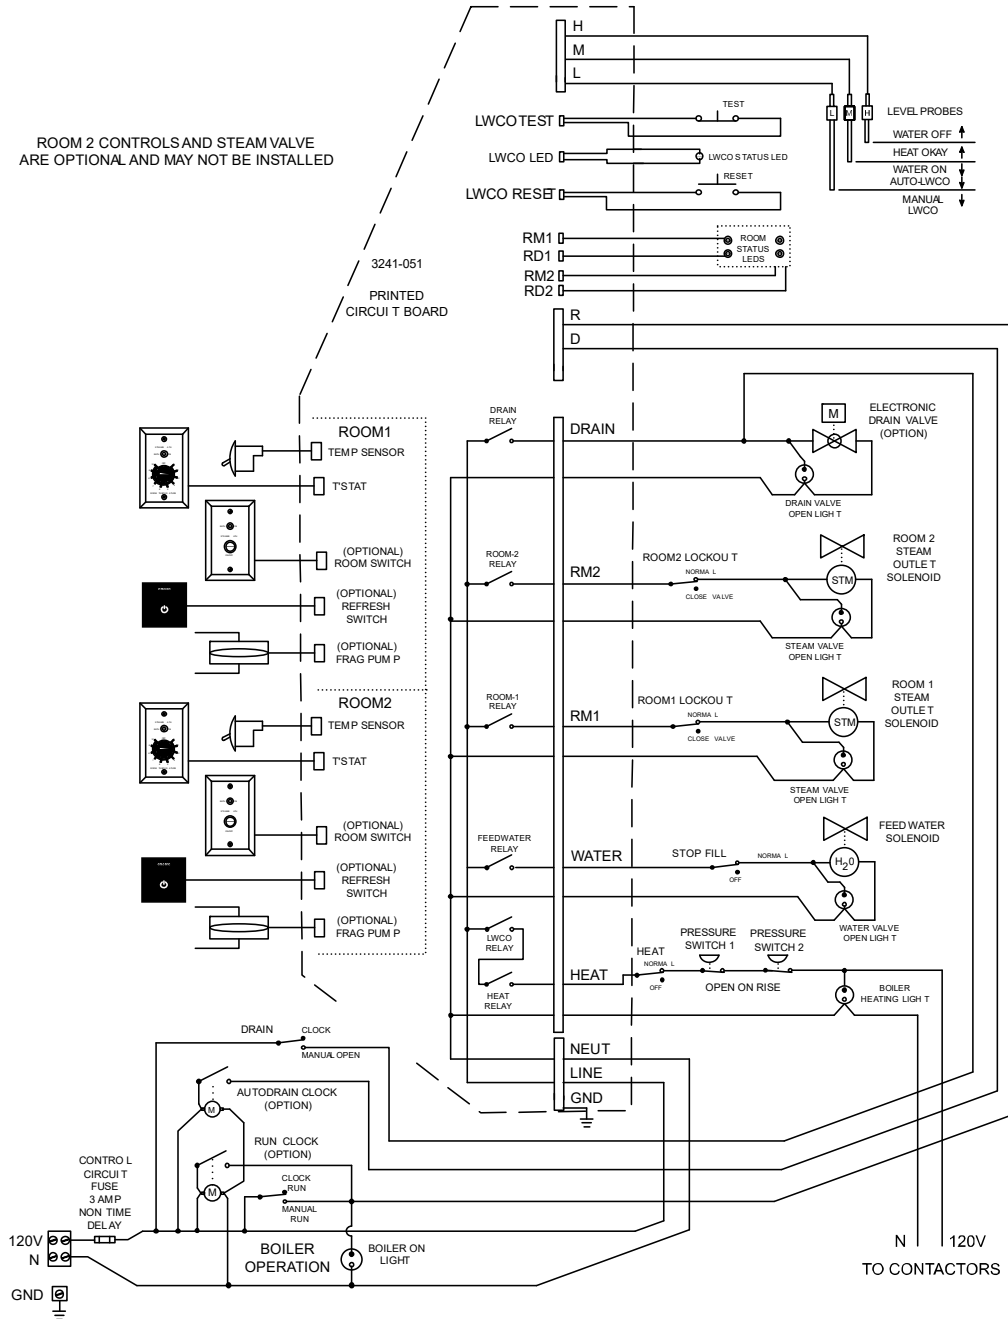 H
M
L
TEST
LWCO TEST
LWCO LED
LWCO STATUS LED
RESET
LWCO RESET
L
M
H
LEVEL PROBES
WATER OFF
HEAT OKAY
WATER ON
AUTO-LWCO
MANUAL
LWCO
ROOM 2 CONTROLS AND STEAM VALVE
ARE OPTIONAL AND MAY NOT BE INSTALLED
RM1
RD1
RM2
RD2
ROOM
STATUS
LEDS
3241-051
PRINTED
CIRCUIT BOARD
R
D
ROOM1
TEMP SENSOR
T'STAT
(OPTIONAL)
ROOM SWITCH
(OPTIONAL)
REFRESH
SWITCH
(OPTIONAL)
FRAG PUMP
ROOM2
TEMP SENSOR
T'STAT
(OPTIONAL)
ROOM SWITCH
(OPTIONAL)
REFRESH
SWITCH
(OPTIONAL)
FRAG PUMP
DRAIN
RELAY
DRAIN
M
ELECTRONIC
DRAIN VALVE
(OPTION)
DRAIN VALVE
OPEN LIGHT
ROOM-2
RELAY
RM2
ROOM2 LOCKOUT
NORMAL
CLOSE VALVE
STM
ROOM 2
STEAM
OUTLET
SOLENOID
STEAM VALVE
OPEN LIGHT
ROOM-1
RELAY
RM1
ROOM1 LOCKOUT
NORMAL
CLOSE VALVE
STM
ROOM 1
STEAM
OUTLET
SOLENOID
STEAM VALVE
OPEN LIGHT
FEEDWATER
RELAY
WATER
STOP FILL
NORMAL
OFF
H20
FEED WATER
SOLENOID
WATER VALVE
OPEN LIGHT
LWCO
RELAY
HEAT
RELAY
HEAT
HEAT
NORMAL
OFF
PRESSURE
SWITCH 1
PRESSURE
SWITCH 2
OPEN ON RISE
BOILER
HEATING LIGHT
NEUT
LINE
GND
DRAIN
CLOCK
MANUAL OPEN
AUTODRAIN CLOCK
(OPTION)
M
RUN CLOCK
(OPTION)
M
CLOCK
RUN
MANUAL
RUN
CONTROL
CIRCUIT
FUSE
3 AMP
NON TIME
DELAY
120V
N
GND
BOILER
OPERATION
BOILER ON
LIGHT
N
120V
TO CONTACTORS